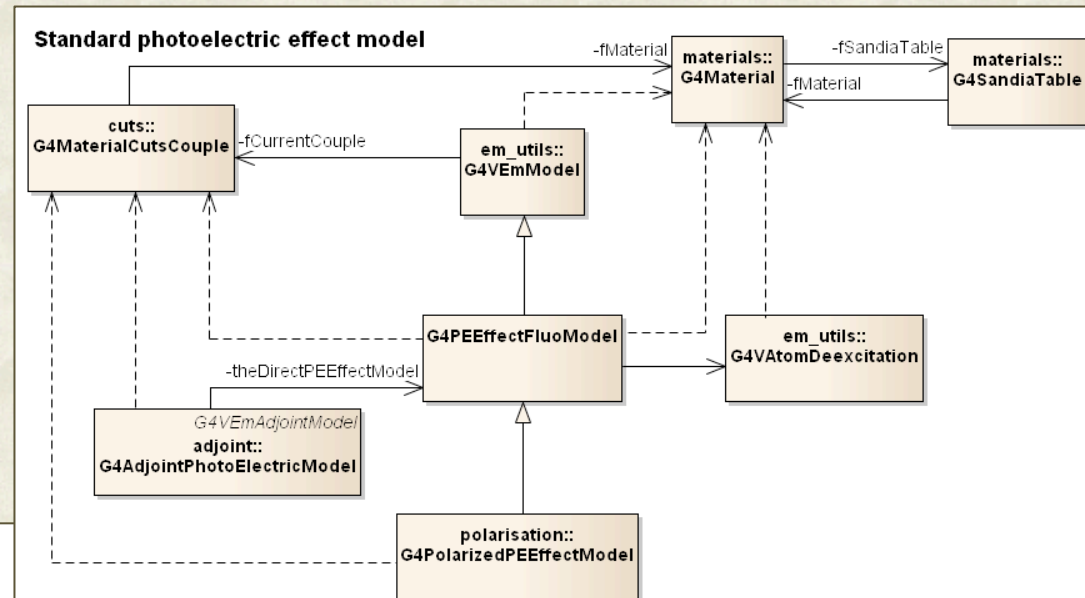 Standard photoelectric effect model
-fMaterial
materials::
G4Material
-fSandiaTable
-fMaterial
materials::
G4SandiaTable
cuts::
G4MaterialCutsCouple
-fCurrentCouple
em_utils::
G4VEmModel
G4PEEffectFluoModel
em_utils::
G4VAtomDeexcitation
-theDirectPEEffectModel
G4VEmAdjointModel
adjoint::
G4AdjointPhotoElectricModel
polarisation::
G4PolarizedPEEffectModel